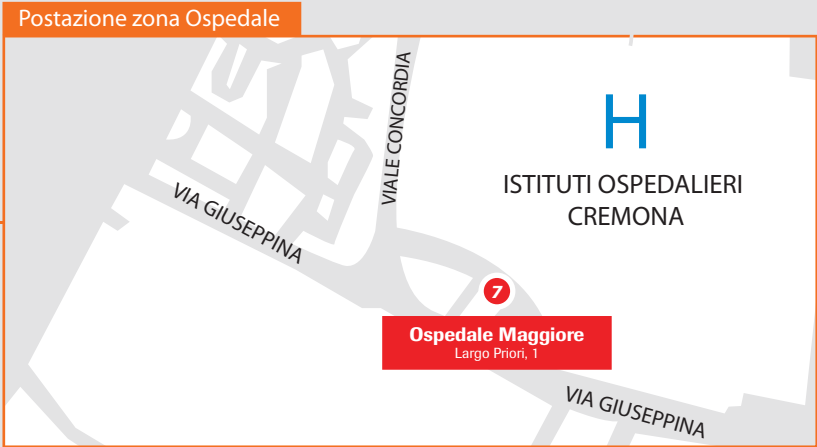 Postazione zona Ospedale
VIALE CONCORDIA
H
ISTITUTI OSPEDALIERI
CREMONA
VIA GIUSEPPINA
7
Ospedale Maggiore
Largo Priori, 1
VIA GIUSEPPINA